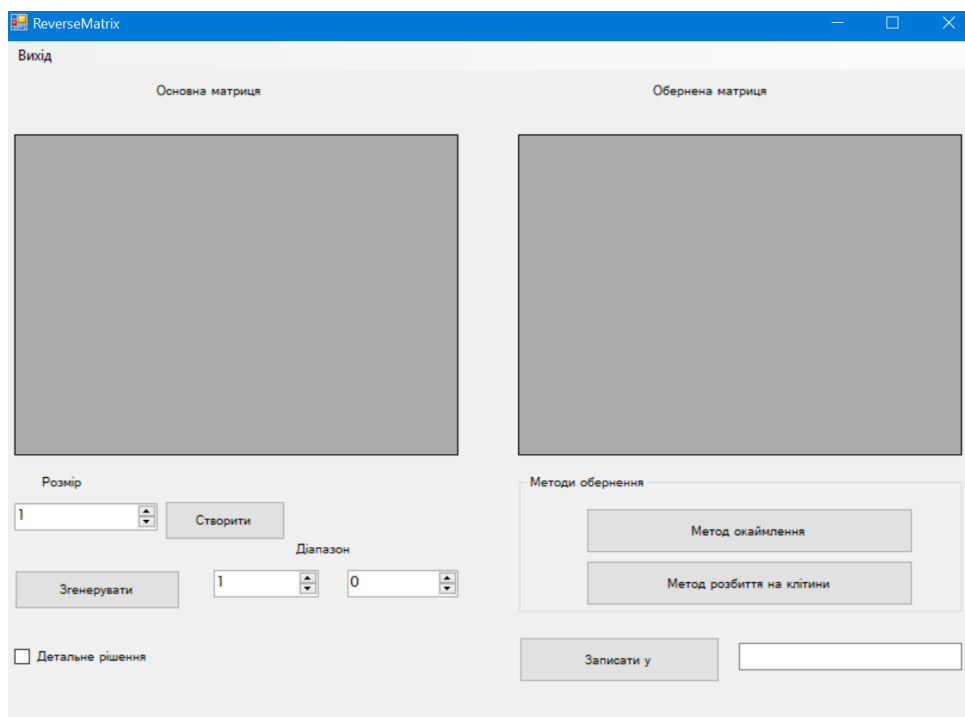 ReverseMatrix
Вихід
Основна матриця
Обернена матриця
Розмір
1
Створити
Діапазон
Згенерувати
1
0
Детальне рішення
Методи обернення
Метод окаймлення
Метод розбиття на клітини
Записати у